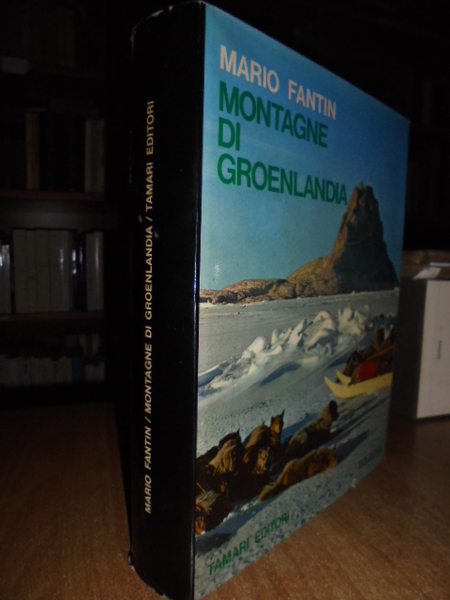 MARIO FANTIN
MONTAGNE
DI
GROENLANDIA
TAMARI EDITORI
MARIO FANTIN / MONTAGNE DI GROENLANDIA / TAMARI EDITORI